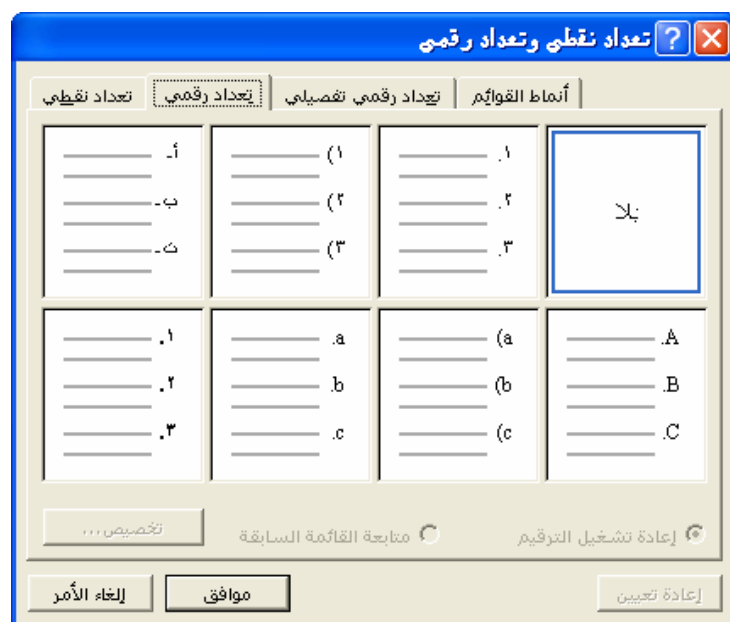 تعداد نقطي وتعداد رقمي ?
أنماط القوائم تعداد رقمي تفصيلي تعداد رقمي تعداد نقطي
١. ١) أـ
بلا ٢. ٢) ب-
٣. ٣) ت-
A. a) a. ١.
B. b) b. ٢.
C. c) c. ٣.
إعادة تشغيل الترقيم متابعة القائمة السابقة تخصيص...
إعادة تعيين موافق إلغاء الأمر